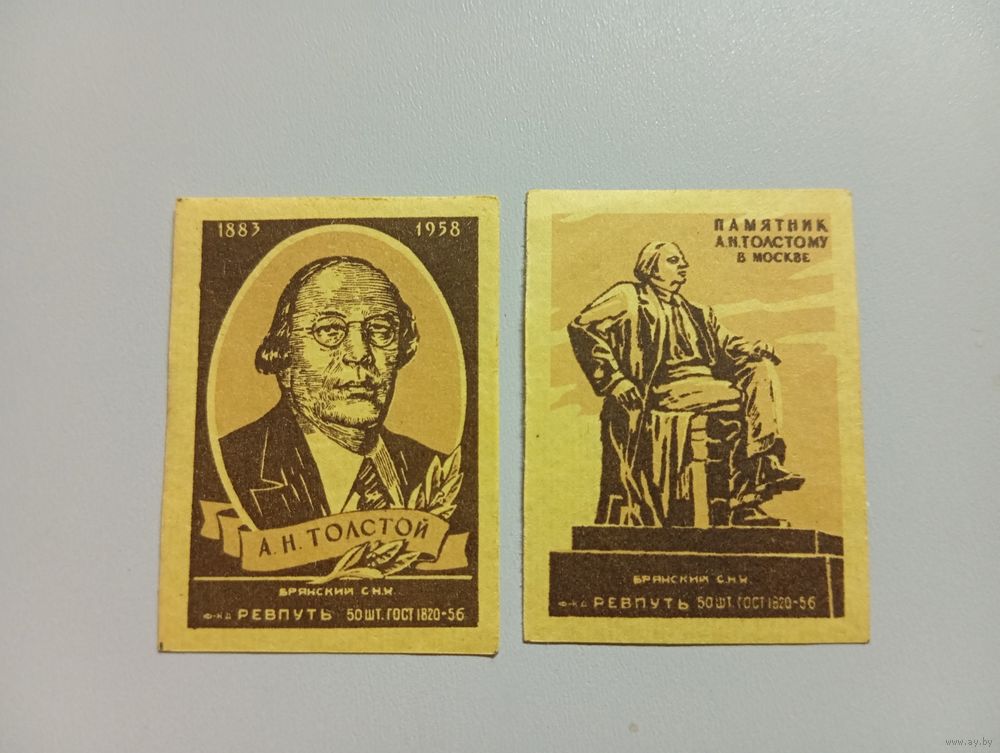 1883 1958
А. Н. ТОЛСТОЙ
БРЯНСКИЙ С.Н.Х.
Ф-КА РЕВПУТЬ 50 ШТ. ГОСТ 1820-56
ПАМЯТНИК
А.Н.ТОЛСТОМУ
В МОСКВЕ
БРЯНСКИЙ С.Н.Х.
Ф-КА РЕВПУТЬ 50 ШТ. ГОСТ 1820-56
www.ay.by